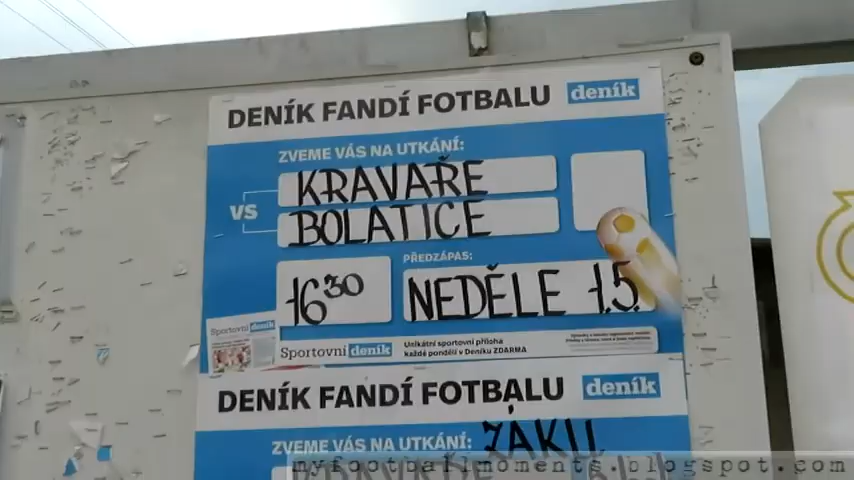 DENÍK FANDÍ FOTBALU deník
ZVEME VÁS NA UTKÁNÍ:
VS
KRAVAŘE
BOLATICE
PŘEDZÁPAS:
16³⁰
NEDĚLE 1.5.
Sportovní deník
Sportovní deník
Unikátní sportovní příloha
každé pondělí v Deníku ZDARMA
DENÍK FANDÍ FOTBALU deník
ZVEME VÁS NA UTKÁNÍ:
myfootballmoments.blogspot.com